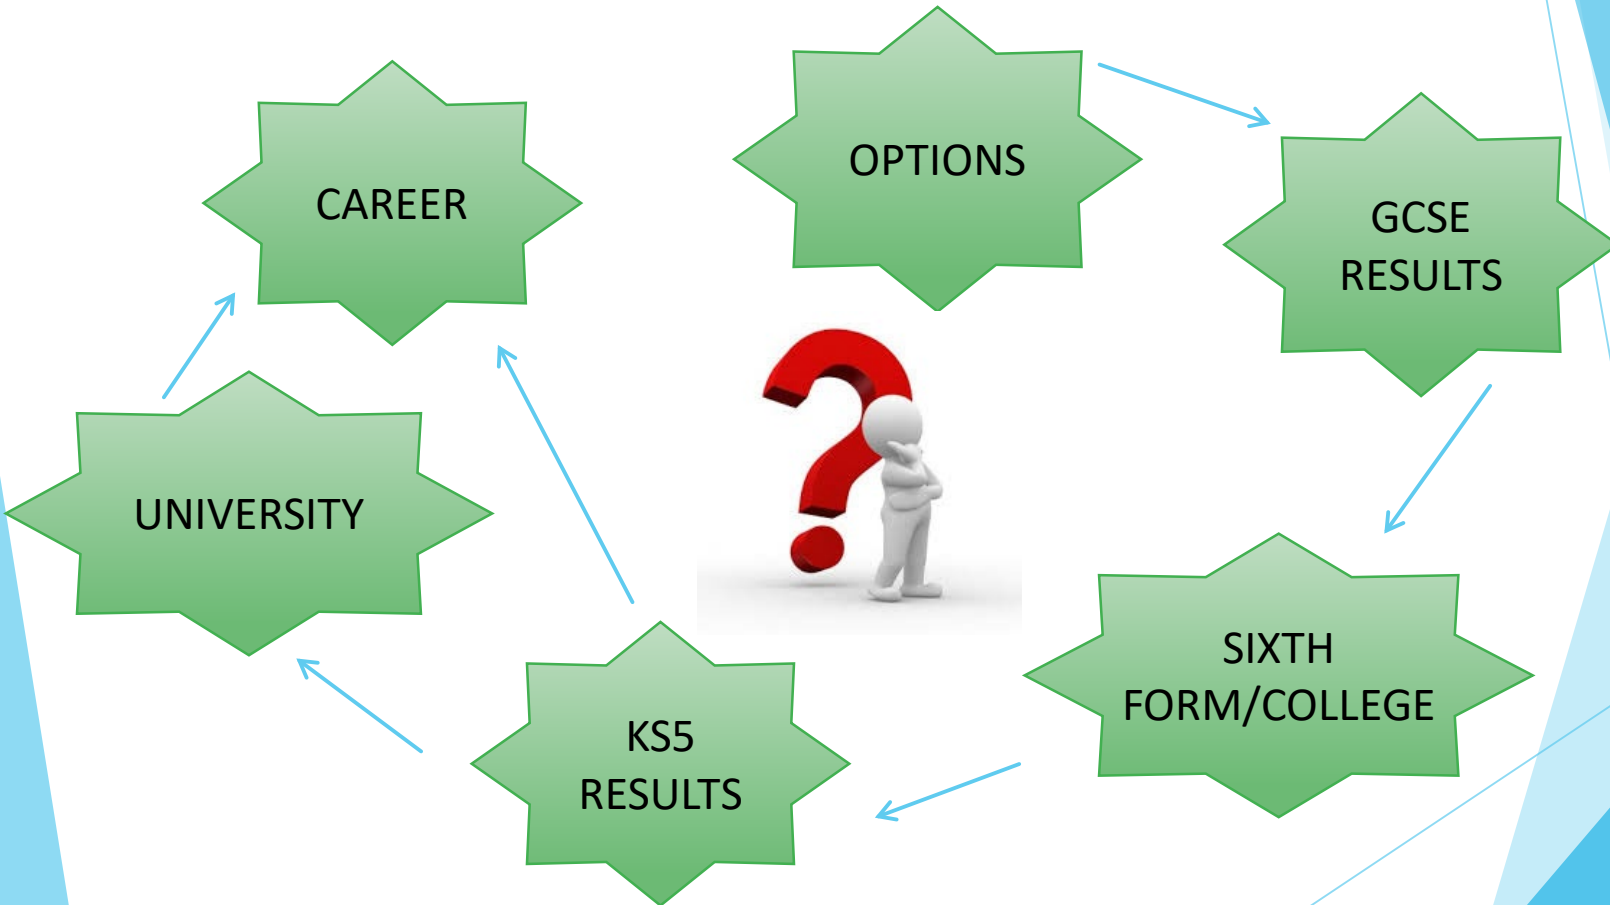 OPTIONS
GCSE
RESULTS
SIXTH
FORM/COLLEGE
KS5
RESULTS
UNIVERSITY
CAREER